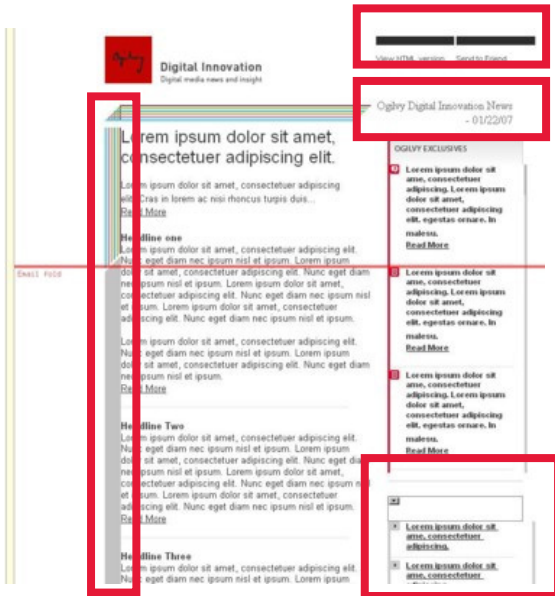 Ogilvy
Digital Innovation
Digital media news and insight
View HTML version Send to Friend
Ogilvy Digital Innovation News
- 01/22/07
Lorem ipsum dolor sit amet,
consectetuer adipiscing elit.
Lorem ipsum dolor sit amet, consectetuer adipiscing
elit. Cras in lorem ac nisi rhoncus turpis duis...
Read More
Headline one
Lorem ipsum dolor sit amet, consectetuer adipiscing elit.
Nunc eget diam nec ipsum nisl et ipsum. Lorem ipsum
dolor sit amet, consectetuer adipiscing elit. Nunc eget diam
nec ipsum nisl et ipsum. Lorem ipsum dolor sit amet,
consectetuer adipiscing elit. Nunc eget diam nec ipsum nisl
et ipsum. Lorem ipsum dolor sit amet, consectetuer
adipiscing elit. Nunc eget diam nec ipsum nisl et ipsum.
Lorem ipsum dolor sit amet, consectetuer adipiscing elit.
Nunc eget diam nec ipsum nisl et ipsum. Lorem ipsum
dolor sit amet, consectetuer adipiscing elit. Nunc eget diam
nec ipsum nisl et ipsum.
Read More
Headline Two
Lorem ipsum dolor sit amet, consectetuer adipiscing elit.
Nunc eget diam nec ipsum nisl et ipsum. Lorem ipsum
dolor sit amet, consectetuer adipiscing elit. Nunc eget diam
nec ipsum nisl et ipsum. Lorem ipsum dolor sit amet,
consectetuer adipiscing elit. Nunc eget diam nec ipsum nisl
et ipsum. Lorem ipsum dolor sit amet, consectetuer
adipiscing elit. Nunc eget diam nec ipsum nisl et ipsum.
Read More
Headline Three
Lorem ipsum dolor sit amet, consectetuer adipiscing elit.
Nunc eget diam nec ipsum nisl et ipsum. Lorem ipsum
Email Fold
OGILVY EXCLUSIVES
Lorem ipsum dolor sit
ame, consectetuer
adipiscing. Lorem ipsum
dolor sit amet,
consectetuer adipiscing
elit. egestas ornare. In
malesu.
Read More
Lorem ipsum dolor sit
ame, consectetuer
adipiscing. Lorem ipsum
dolor sit amet,
consectetuer adipiscing
elit. egestas ornare. In
malesu.
Read More
Lorem ipsum dolor sit
ame, consectetuer
adipiscing. Lorem ipsum
dolor sit amet,
consectetuer adipiscing
elit. egestas ornare. In
malesu.
Read More
Lorem ipsum dolor sit
ame, consectetuer
adipiscing.
Lorem ipsum dolor sit
ame, consectetuer
adipiscing